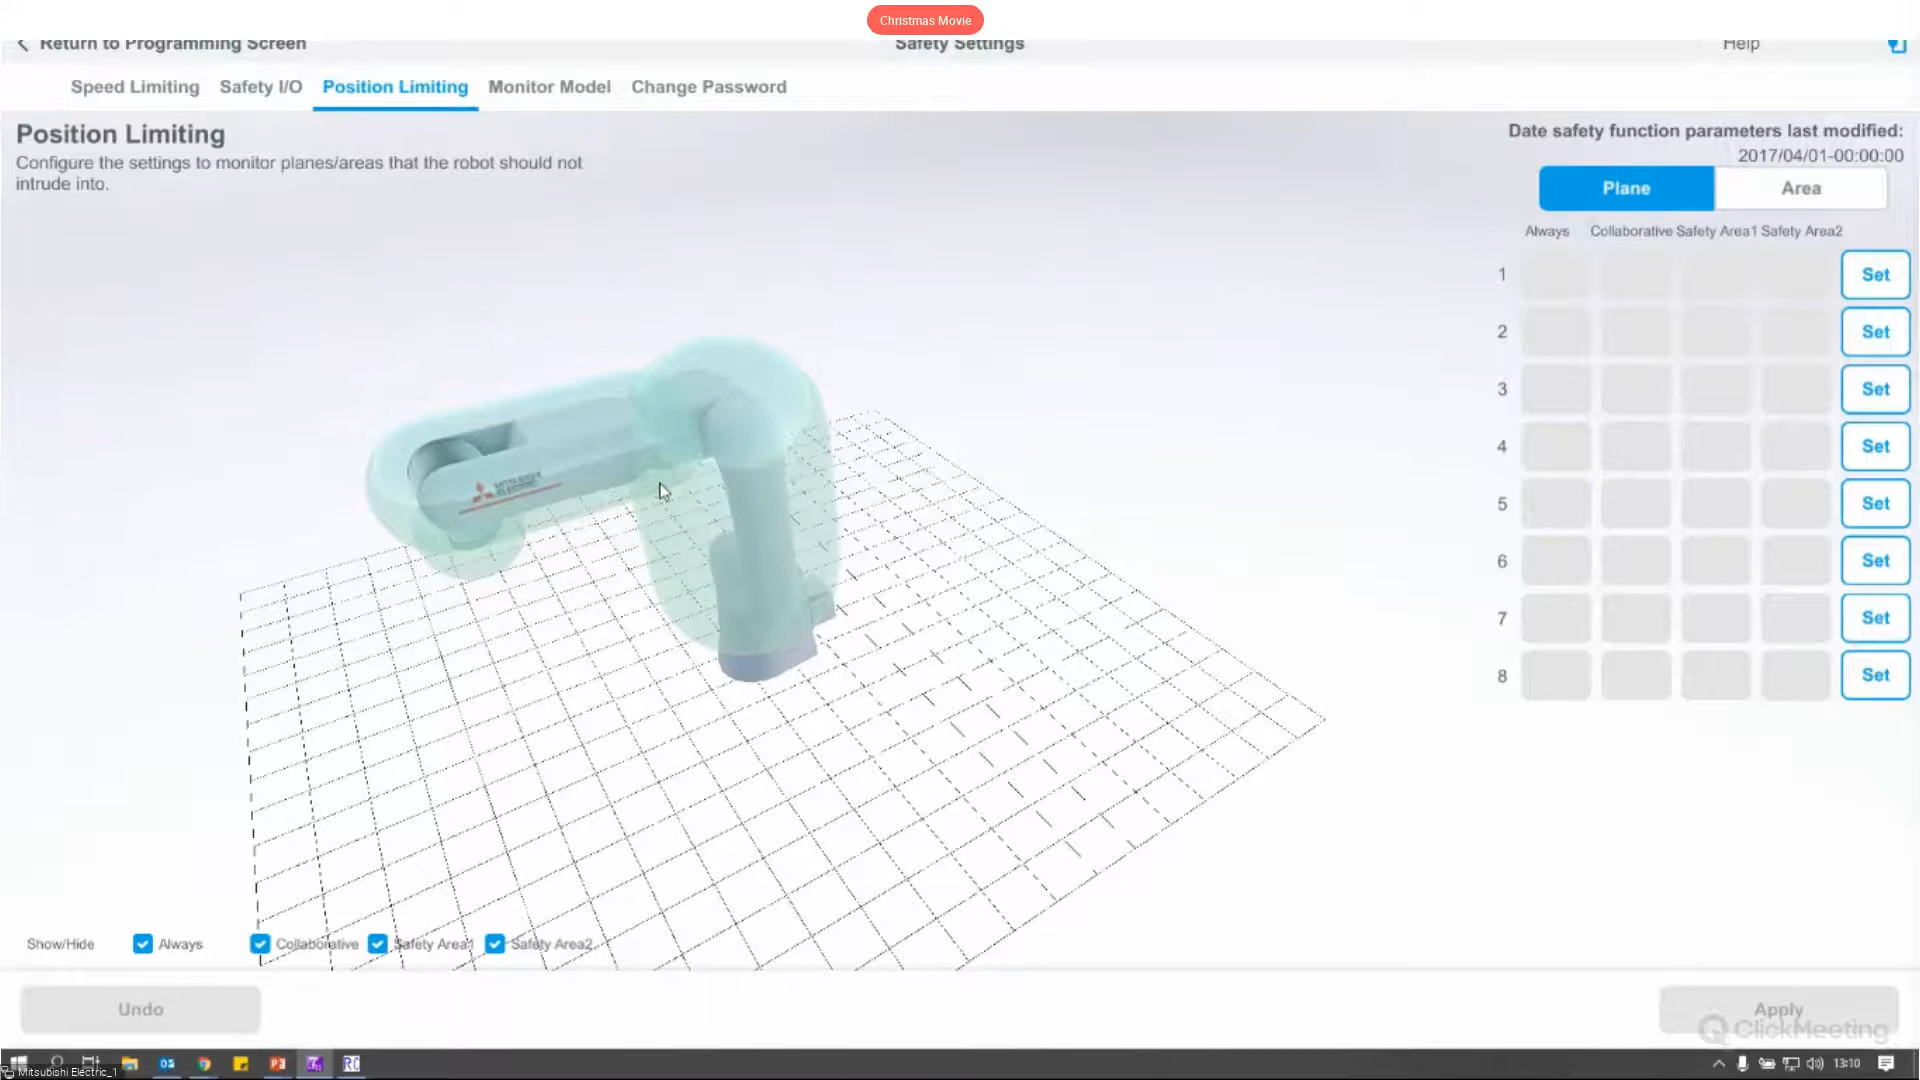 Christmas Movie
Return to Programming Screen
Safety Settings
Help
Speed Limiting
Safety I/O
Position Limiting
Monitor Model
Change Password
Position Limiting
Configure the settings to monitor planes/areas that the robot should not
intrude into.
Date safety function parameters last modified:
2017/04/01-00:00:00
Plane
Area
Always Collaborative Safety Area1 Safety Area2
1 Set
2 Set
3 Set
4 Set
5 Set
6 Set
7 Set
8 Set
MITSUBISHI
ELECTRIC
Show/Hide Always Collaborative Safety Area1 Safety Area2
Undo
Apply
ClickMeeting
Mitsubishi Electric_1
13:10